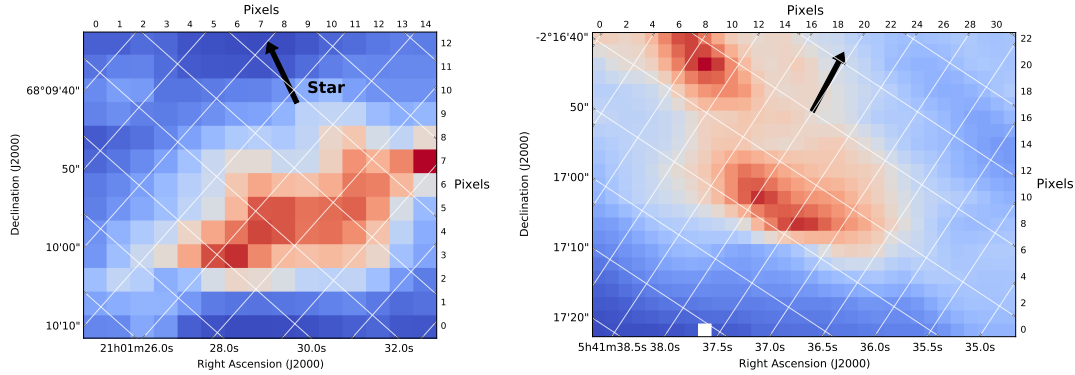 Pixels
0 1 2 3 4 5 6 7 8 9 10 11 12 13 14
12
11
10
9
8
7
6
5
4
3
2
1
0
Pixels
Star
68°09'40"
50"
10'00"
10'10"
Declination (J2000)
21h01m26.0s 28.0s 30.0s 32.0s
Right Ascension (J2000)
Pixels
0 2 4 6 8 10 12 14 16 18 20 22 24 26 28 30
22
20
18
16
14
12
10
8
6
4
2
0
Pixels
-2°16'40"
50"
17'00"
17'10"
17'20"
Declination (J2000)
5h41m38.5s 38.0s 37.5s 37.0s 36.5s 36.0s 35.5s 35.0s
Right Ascension (J2000)